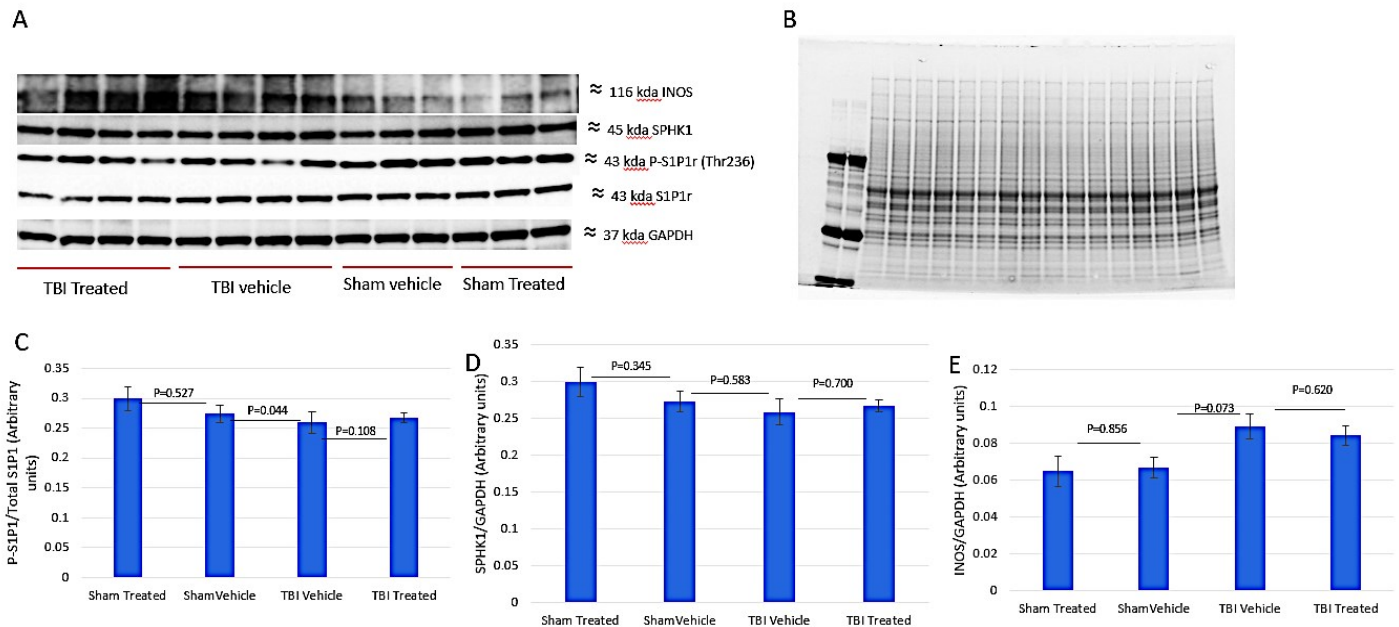 A
≈ 116 kda INOS
≈ 45 kda SPHK1
≈ 43 kda P-S1P1r (Thr236)
≈ 43 kda S1P1r
≈ 37 kda GAPDH
TBI Treated
TBI vehicle
Sham vehicle
Sham Treated
B
C
P-S1P1/Total S1P1 (Arbitrary
units)
0.35
0.3
0.25
0.2
0.15
0.1
0.05
0
P=0.527
P=0.044
P=0.108
Sham Treated
ShamVehicle
TBI Vehicle
TBI Treated
D
SPHK1/GAPDH (Arbitrary units)
0.35
0.3
0.25
0.2
0.15
0.1
0.05
0
P=0.345
P=0.583
P=0.700
Sham Treated
ShamVehicle
TBI Vehicle
TBI Treated
E
INOS/GAPDH (Arbitrary units)
0.12
0.1
0.08
0.06
0.04
0.02
0
P=0.856
P=0.073
P=0.620
Sham Treated
ShamVehicle
TBI Vehicle
TBI Treated